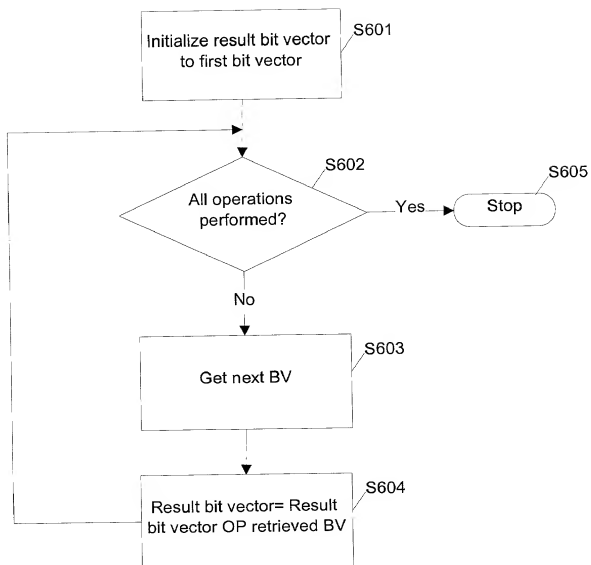 Initialize result bit vector
to first bit vector
S601
S602
All operations
performed?
Yes
S605
Stop
No
S603
Get next BV
S604
Result bit vector= Result
bit vector OP retrieved BV